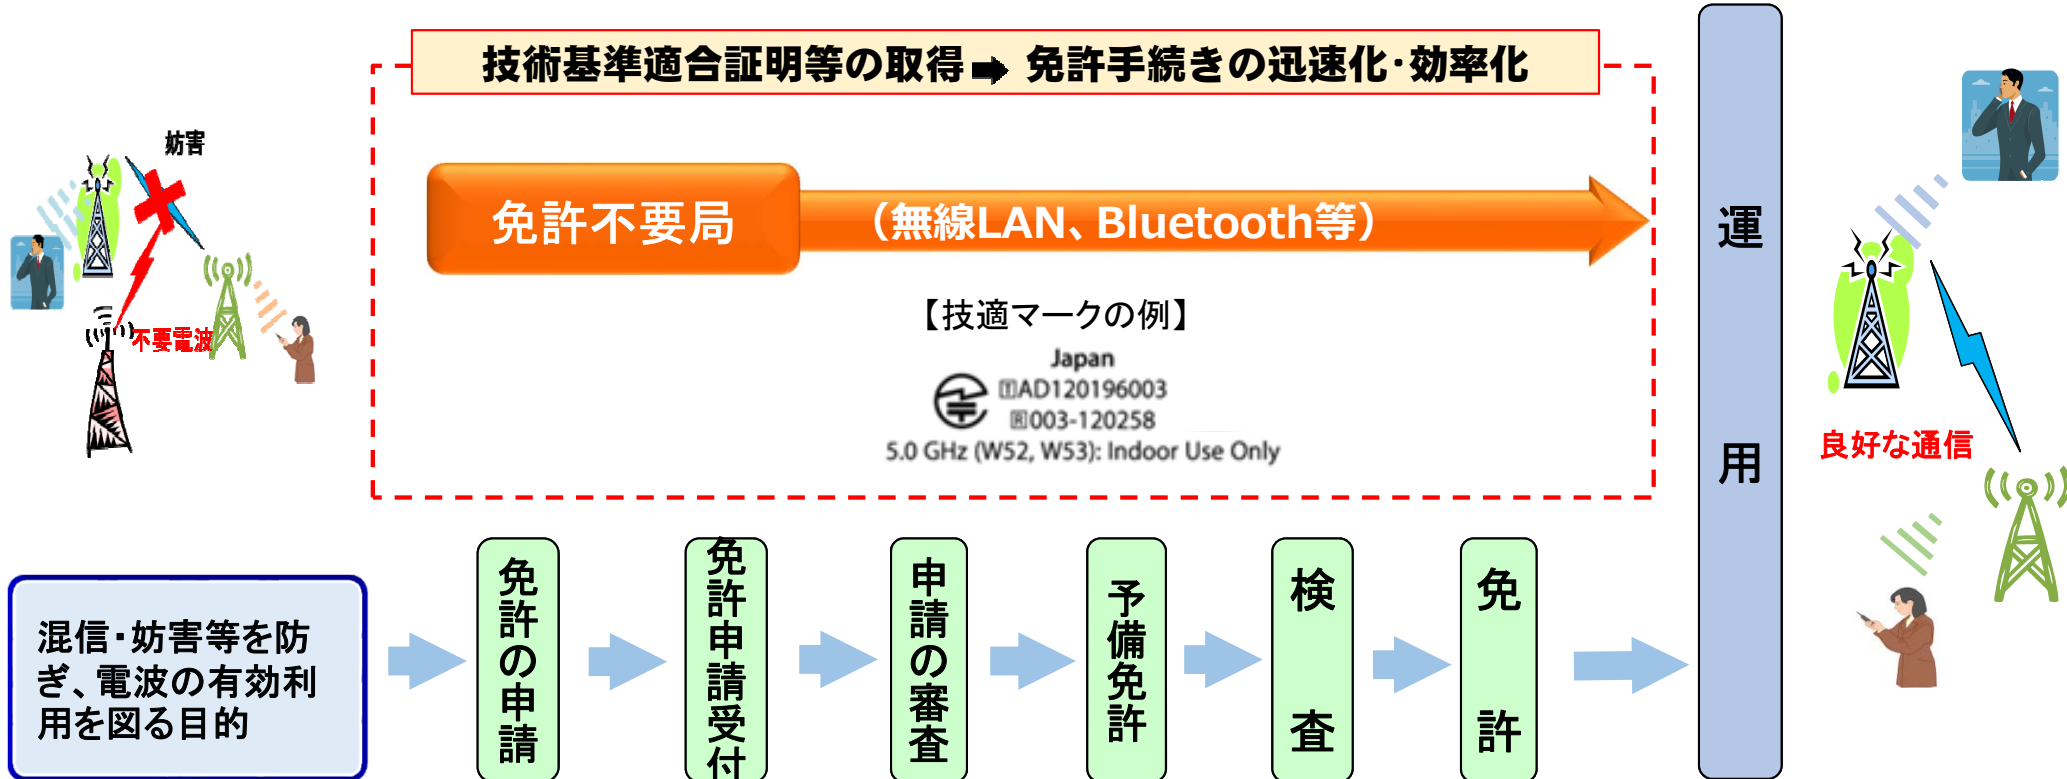 技術基準適合証明等の取得➡ 免許手続きの迅速化・効率化
妨害
不要電波
免許不要局
（無線LAN、Bluetooth等）
【技適マークの例】
Japan
🅃AD120196003
🅁003-120258
5.0 GHz (W52, W53): Indoor Use Only
運用
良好な通信
混信・妨害等を防
ぎ、電波の有効利
用を図る目的
免許の申請
免許申請受付
申請の審査
予備免許
検査
免許